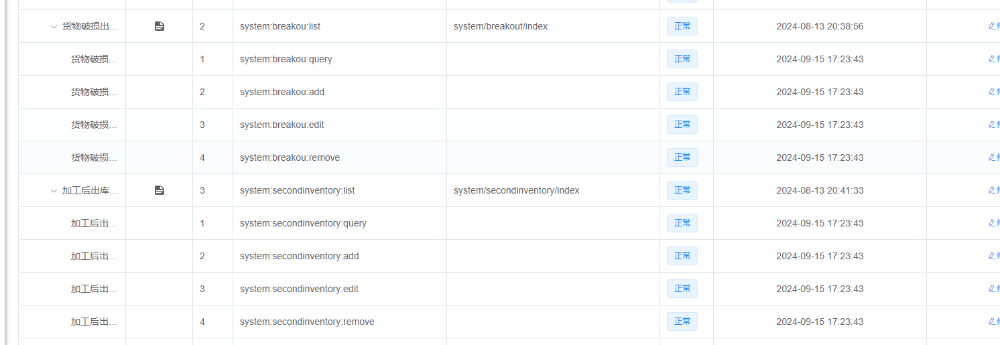 货物破损出... 2 system:breakou:list system/breakout/index 正常 2024-08-13 20:38:56
货物破损... 1 system:breakou:query 正常 2024-09-15 17:23:43
货物破损... 2 system:breakou:add 正常 2024-09-15 17:23:43
货物破损... 3 system:breakou:edit 正常 2024-09-15 17:23:43
货物破损... 4 system:breakou:remove 正常 2024-09-15 17:23:43
加工后出库... 3 system:secondinventory:list system/secondinventory/index 正常 2024-08-13 20:41:33
加工后出... 1 system:secondinventory:query 正常 2024-09-15 17:23:43
加工后出... 2 system:secondinventory:add 正常 2024-09-15 17:23:43
加工后出... 3 system:secondinventory:edit 正常 2024-09-15 17:23:43
加工后出... 4 system:secondinventory:remove 正常 2024-09-15 17:23:43